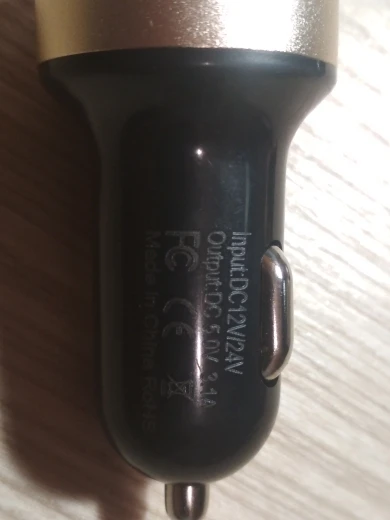 Input:DC12V/24V
Output:DC 5.0V 3.1A
FC CE
Made in China RoHS